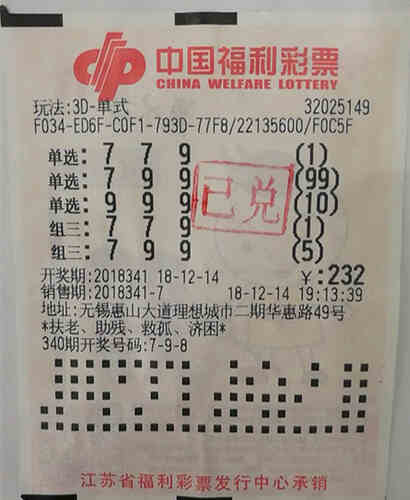 中国福利彩票
CHINA WELFARE LOTTERY
玩法:3D-单式 32025149
F034-ED6F-C0F1-793D-77F8/22135600/F0C5F
单选: 7 7 9 (1)
单选: 7 9 9 (99)
单选: 9 9 9 (10)
组三: 7 7 9 (1)
组三: 7 9 9 (5)
已兑
开奖期:2018341 18-12-14 ¥:232
销售期:2018341-7 18-12-14 19:13:39
地址:无锡惠山大道理想城市二期华惠路49号
*扶老、助残、救孤、济困*
340期开奖号码:7-9-8
江苏省福利彩票发行中心承销